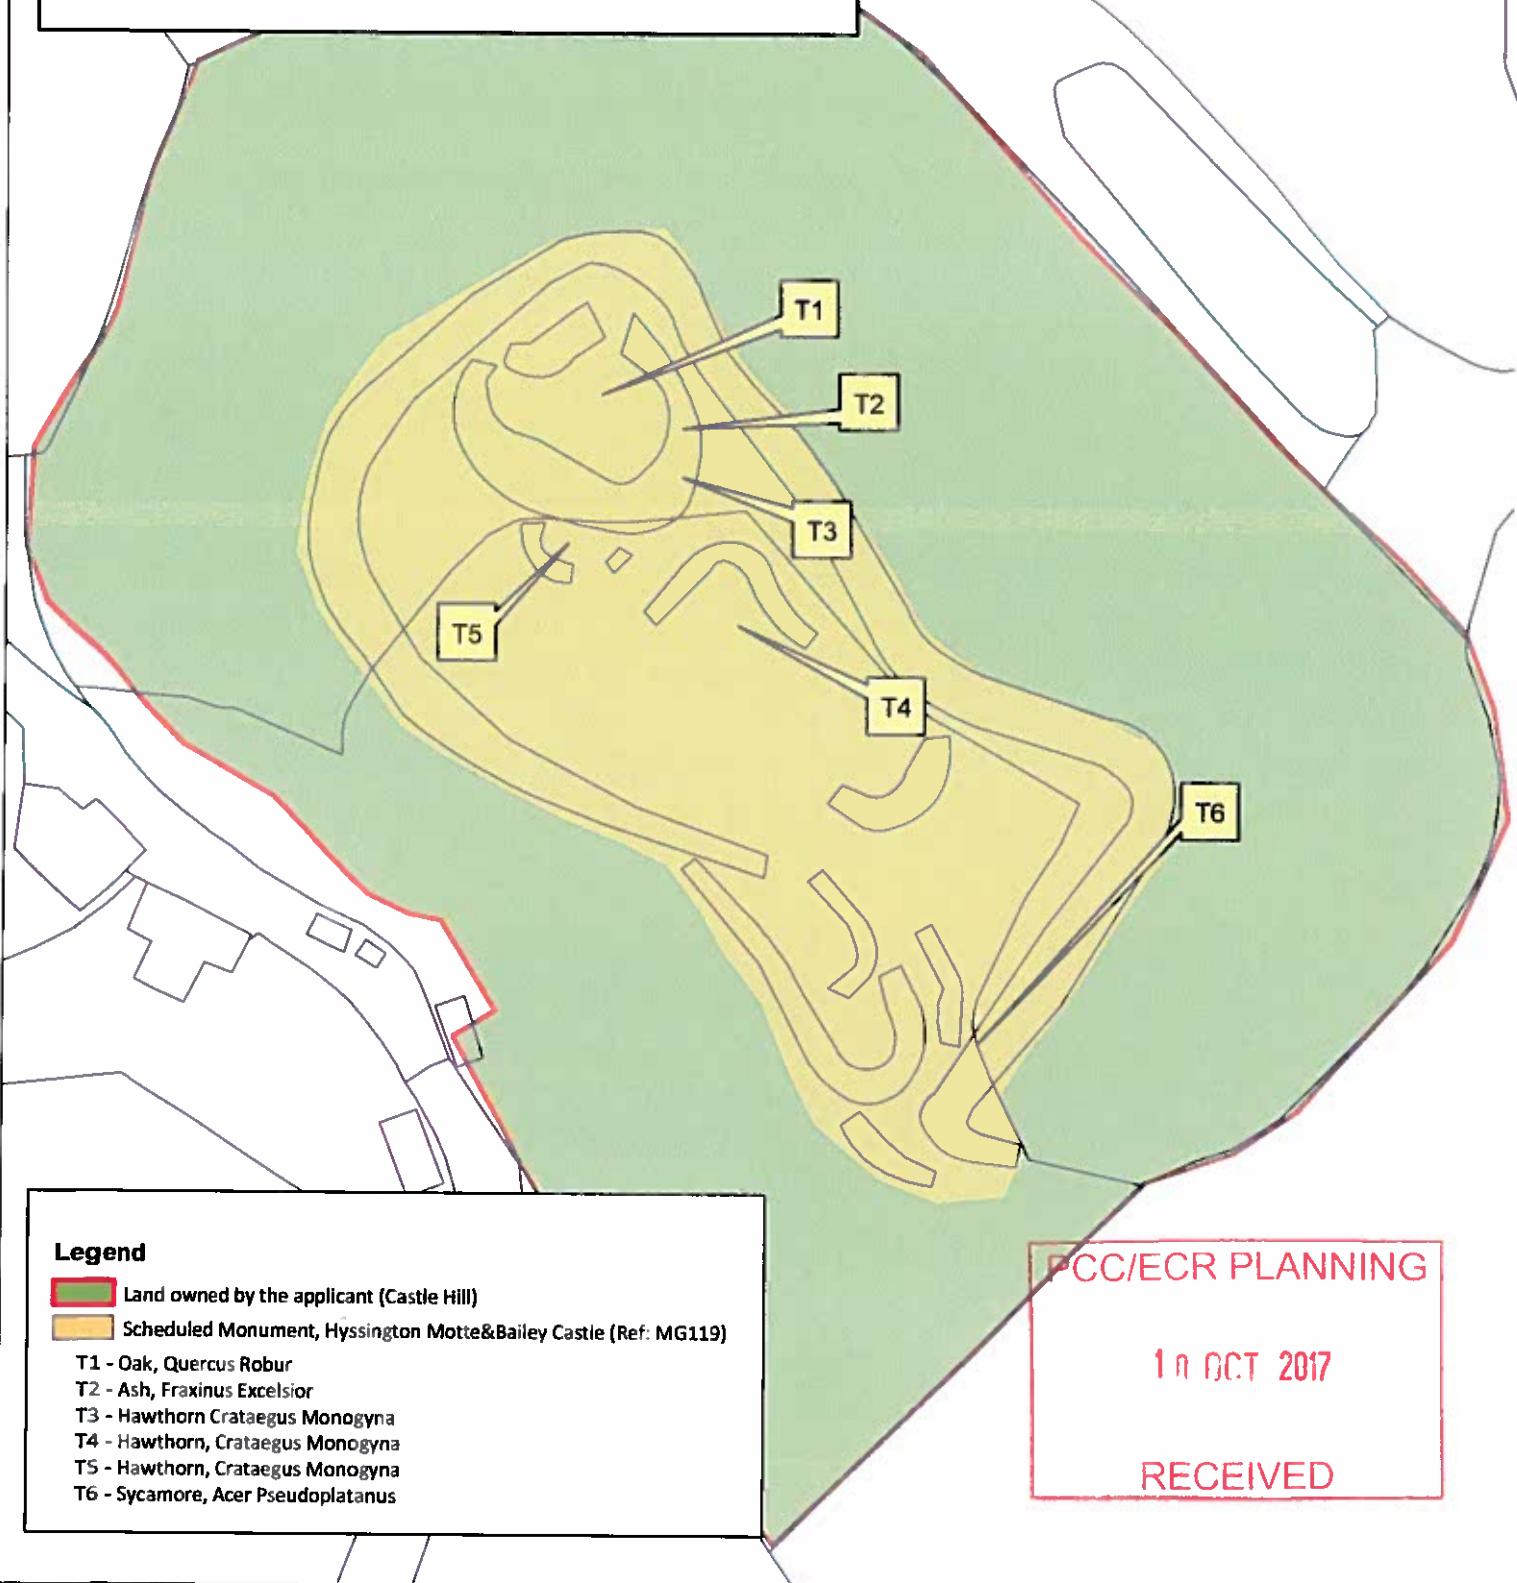 T1
T2
T3
T5
T4
T6
Legend
Land owned by the applicant (Castle Hill)
Scheduled Monument, Hyssington Motte&Bailey Castle (Ref: MG119)
T1 - Oak, Quercus Robur
T2 - Ash, Fraxinus Excelsior
T3 - Hawthorn Crataegus Monogyna
T4 - Hawthorn, Crataegus Monogyna
T5 - Hawthorn, Crataegus Monogyna
T6 - Sycamore, Acer Pseudoplatanus
PCC/ECR PLANNING
10 OCT 2017
RECEIVED